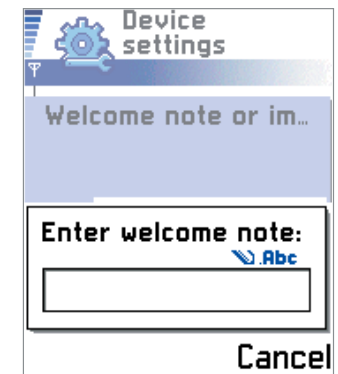 Device
settings
Welcome note or im...
Enter welcome note:
.Abc
Cancel